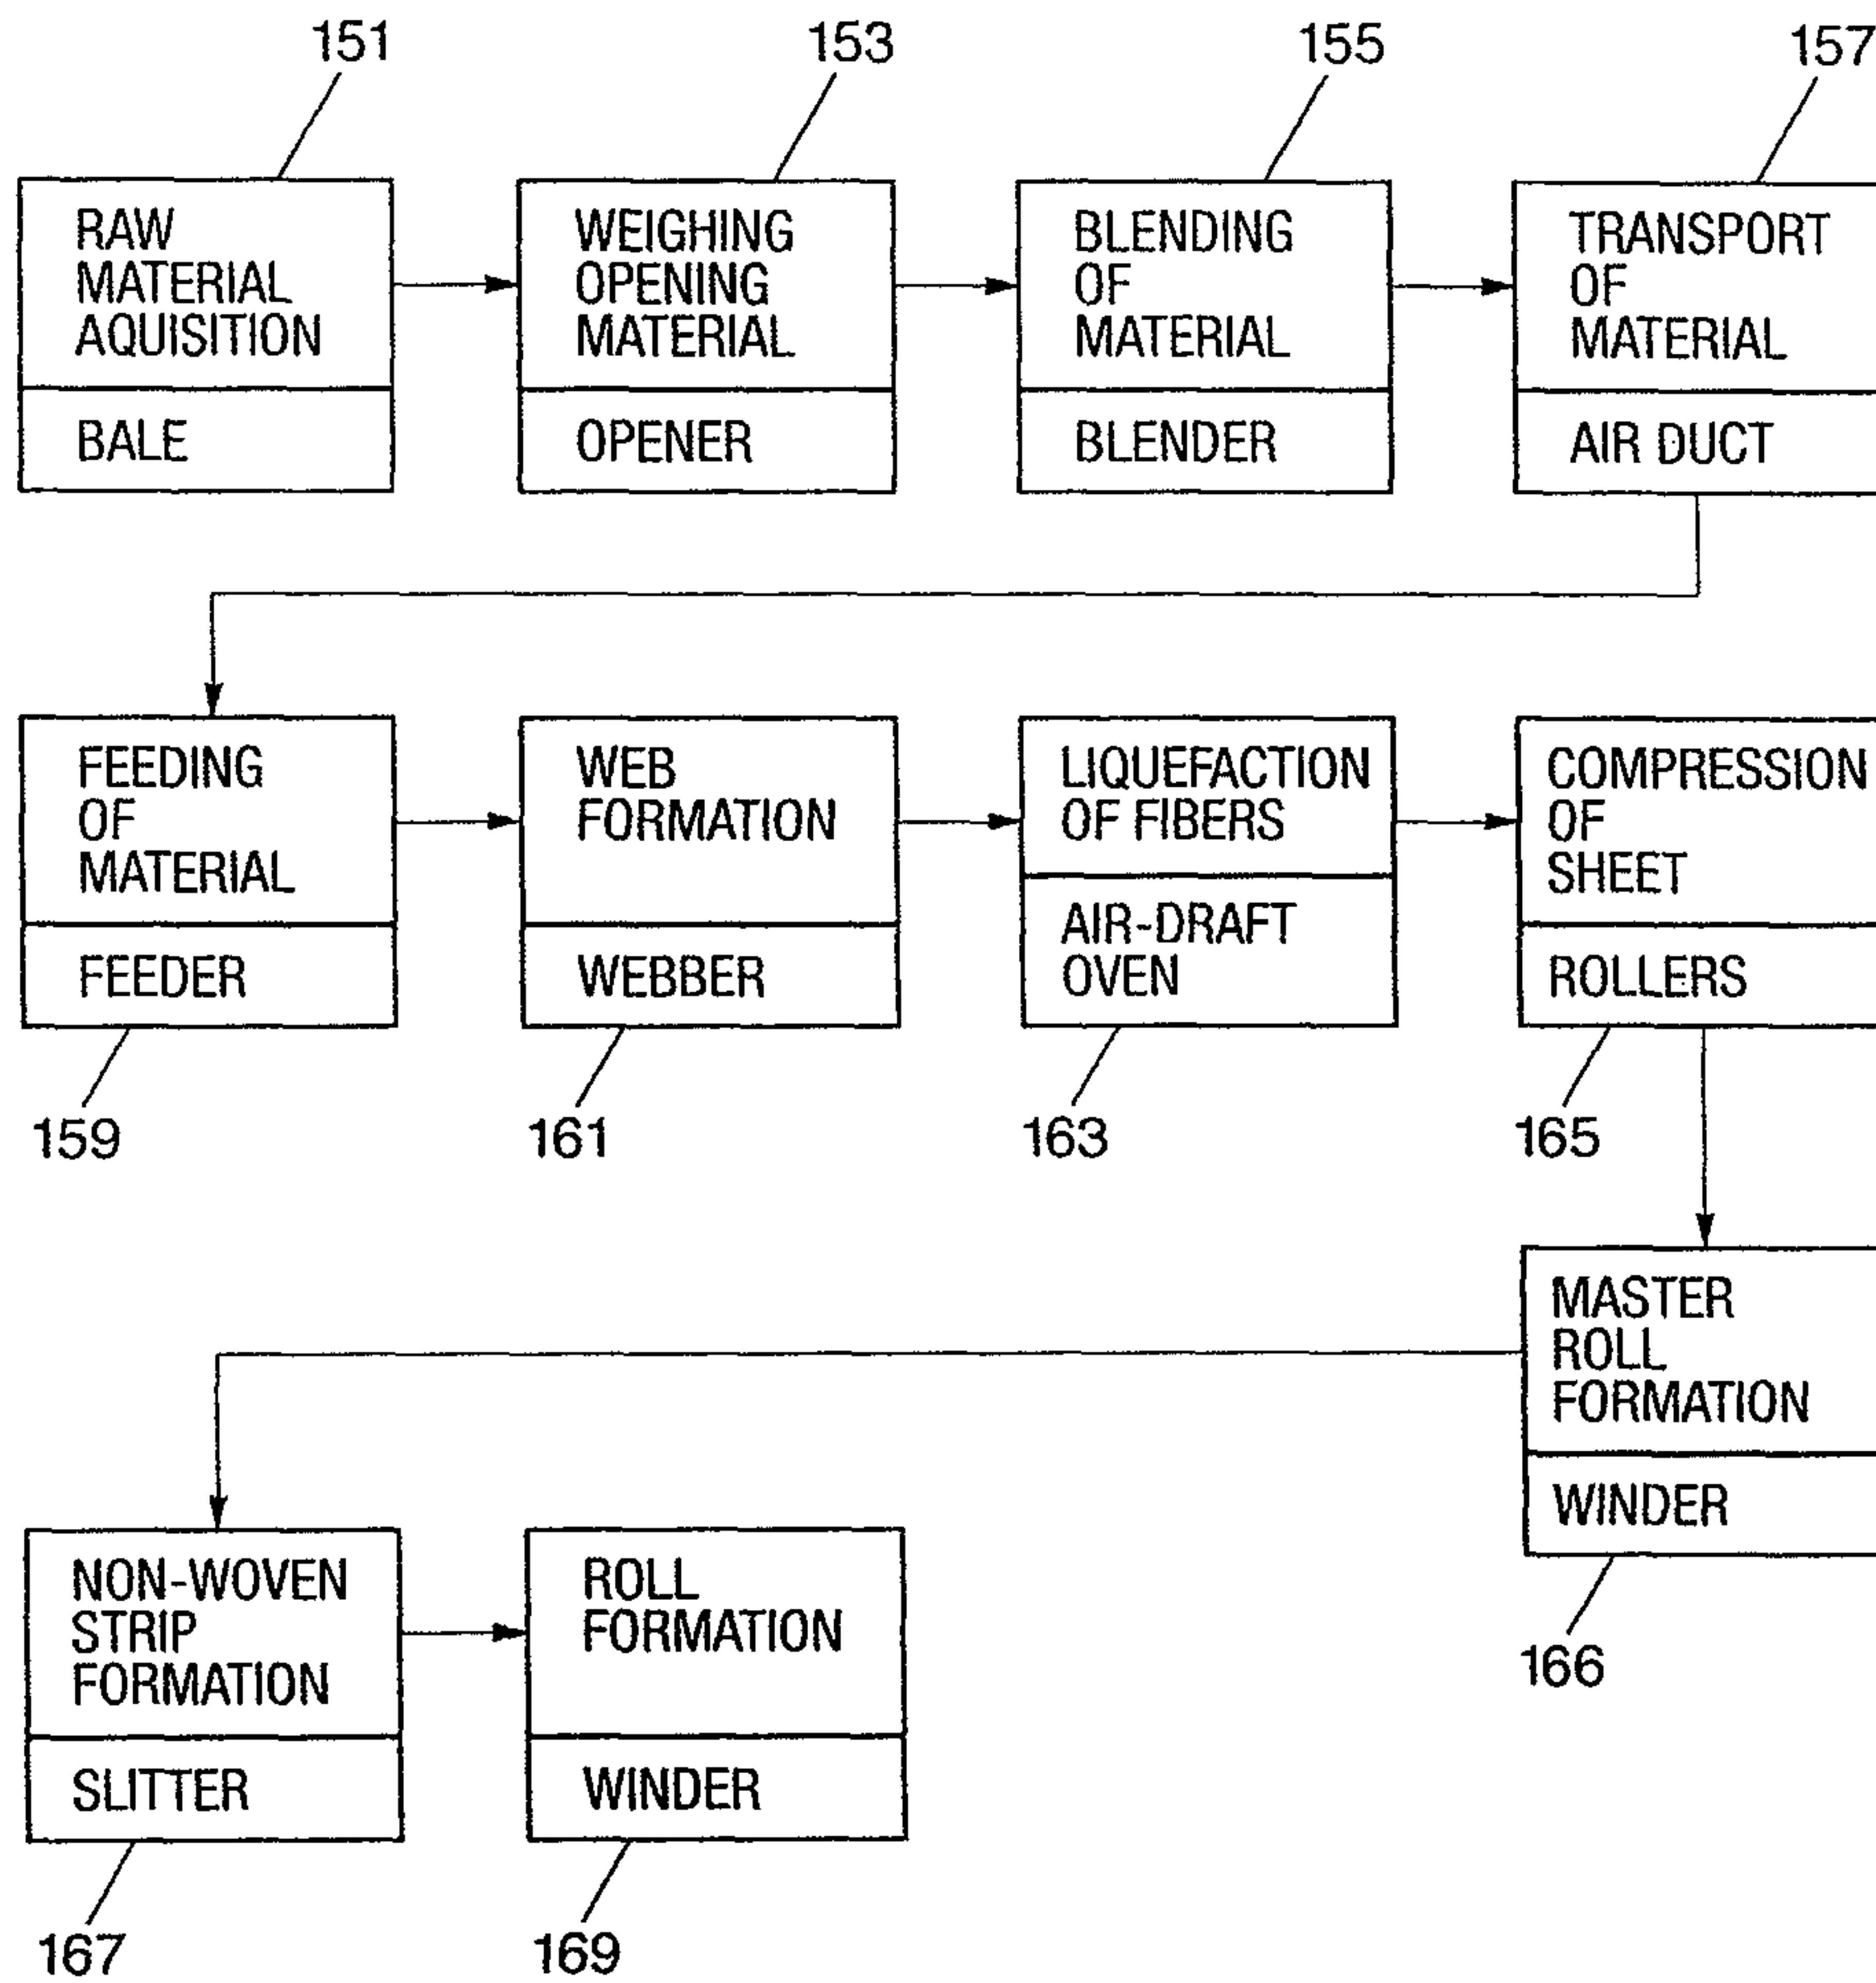 151
153
155
157
RAW
MATERIAL
AQUISITION
BALE
WEIGHING
OPENING
MATERIAL
OPENER
BLENDING
OF
MATERIAL
BLENDER
TRANSPORT
OF
MATERIAL
AIR DUCT
FEEDING
OF
MATERIAL
FEEDER
WEB
FORMATION
WEBBER
LIQUEFACTION
OF FIBERS
AIR-DRAFT
OVEN
COMPRESSION
OF
SHEET
ROLLERS
159
161
163
165
MASTER
ROLL
FORMATION
WINDER
166
NON-WOVEN
STRIP
FORMATION
SLITTER
ROLL
FORMATION
WINDER
167
169